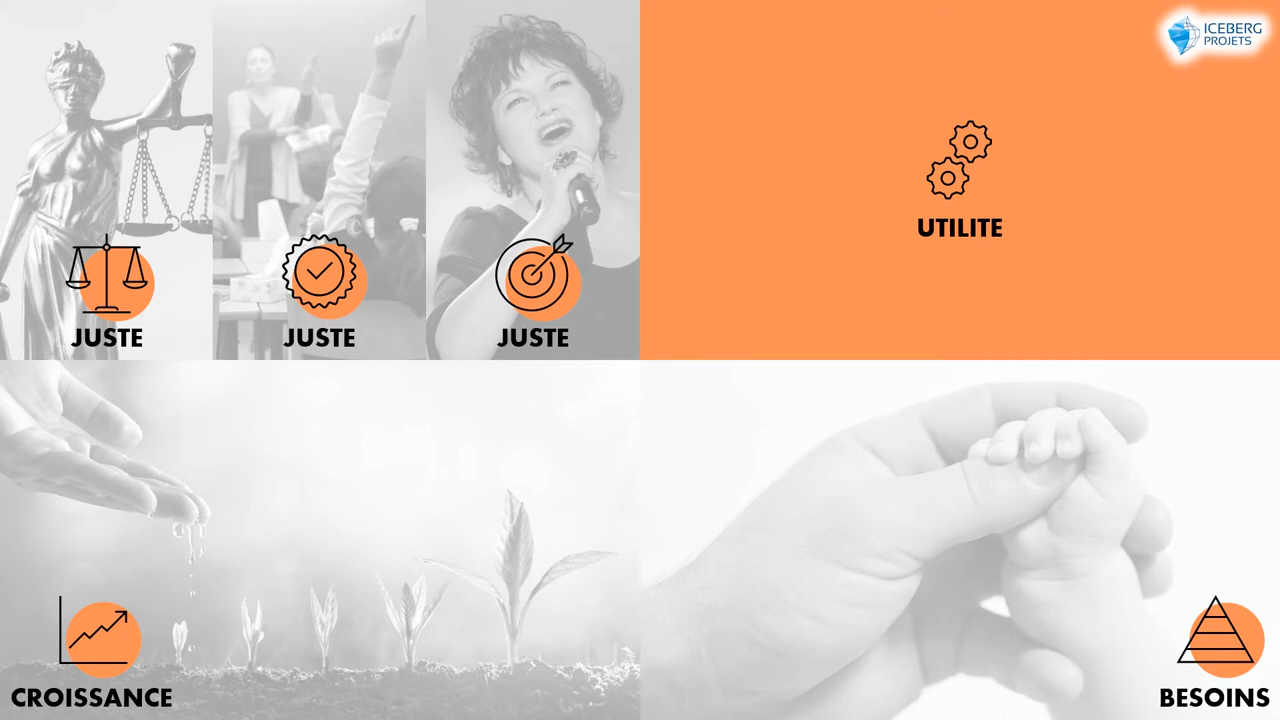 ICEBERG
PROJETS
UTILITE
JUSTE
JUSTE
JUSTE
CROISSANCE
BESOINS